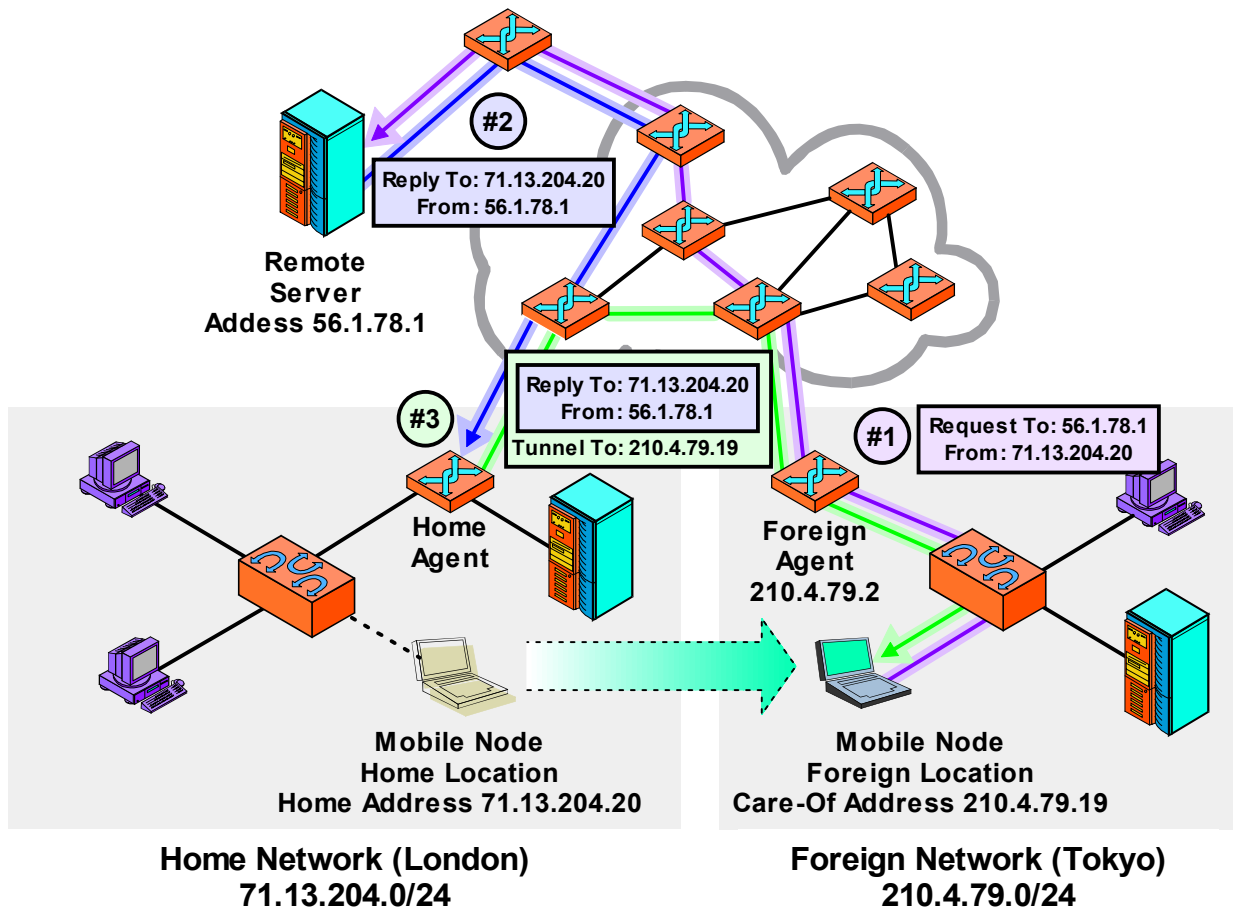 #2
Reply To: 71.13.204.20
From: 56.1.78.1
Remote
Server
Addess 56.1.78.1
#3
Reply To: 71.13.204.20
From: 56.1.78.1
Tunnel To: 210.4.79.19
#1
Request To: 56.1.78.1
From: 71.13.204.20
Home
Agent
Foreign
Agent
210.4.79.2
Mobile Node
Home Location
Home Address 71.13.204.20
Mobile Node
Foreign Location
Care-Of Address 210.4.79.19
Home Network (London)
71.13.204.0/24
Foreign Network (Tokyo)
210.4.79.0/24